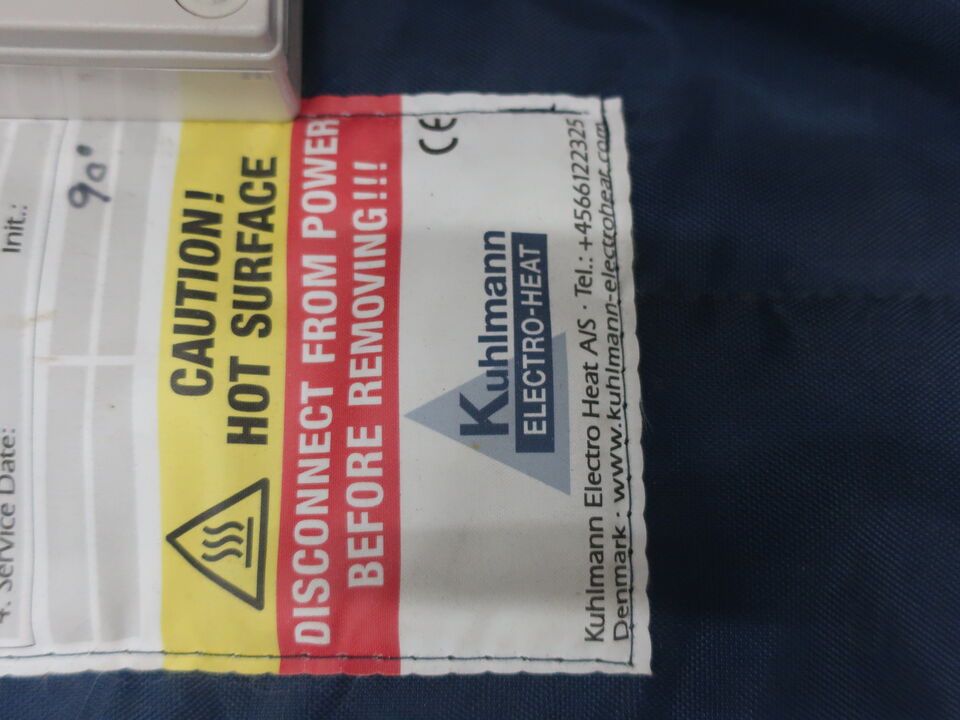 4. Service Date: Init.:
90°
CAUTION!
HOT SURFACE
DISCONNECT FROM POWER
BEFORE REMOVING!!!
CE
Kuhlmann
ELECTRO-HEAT
Kuhlmann Electro Heat A/S · Tel.: +4566122325
Denmark · www.kuhlmann-electroheat.com